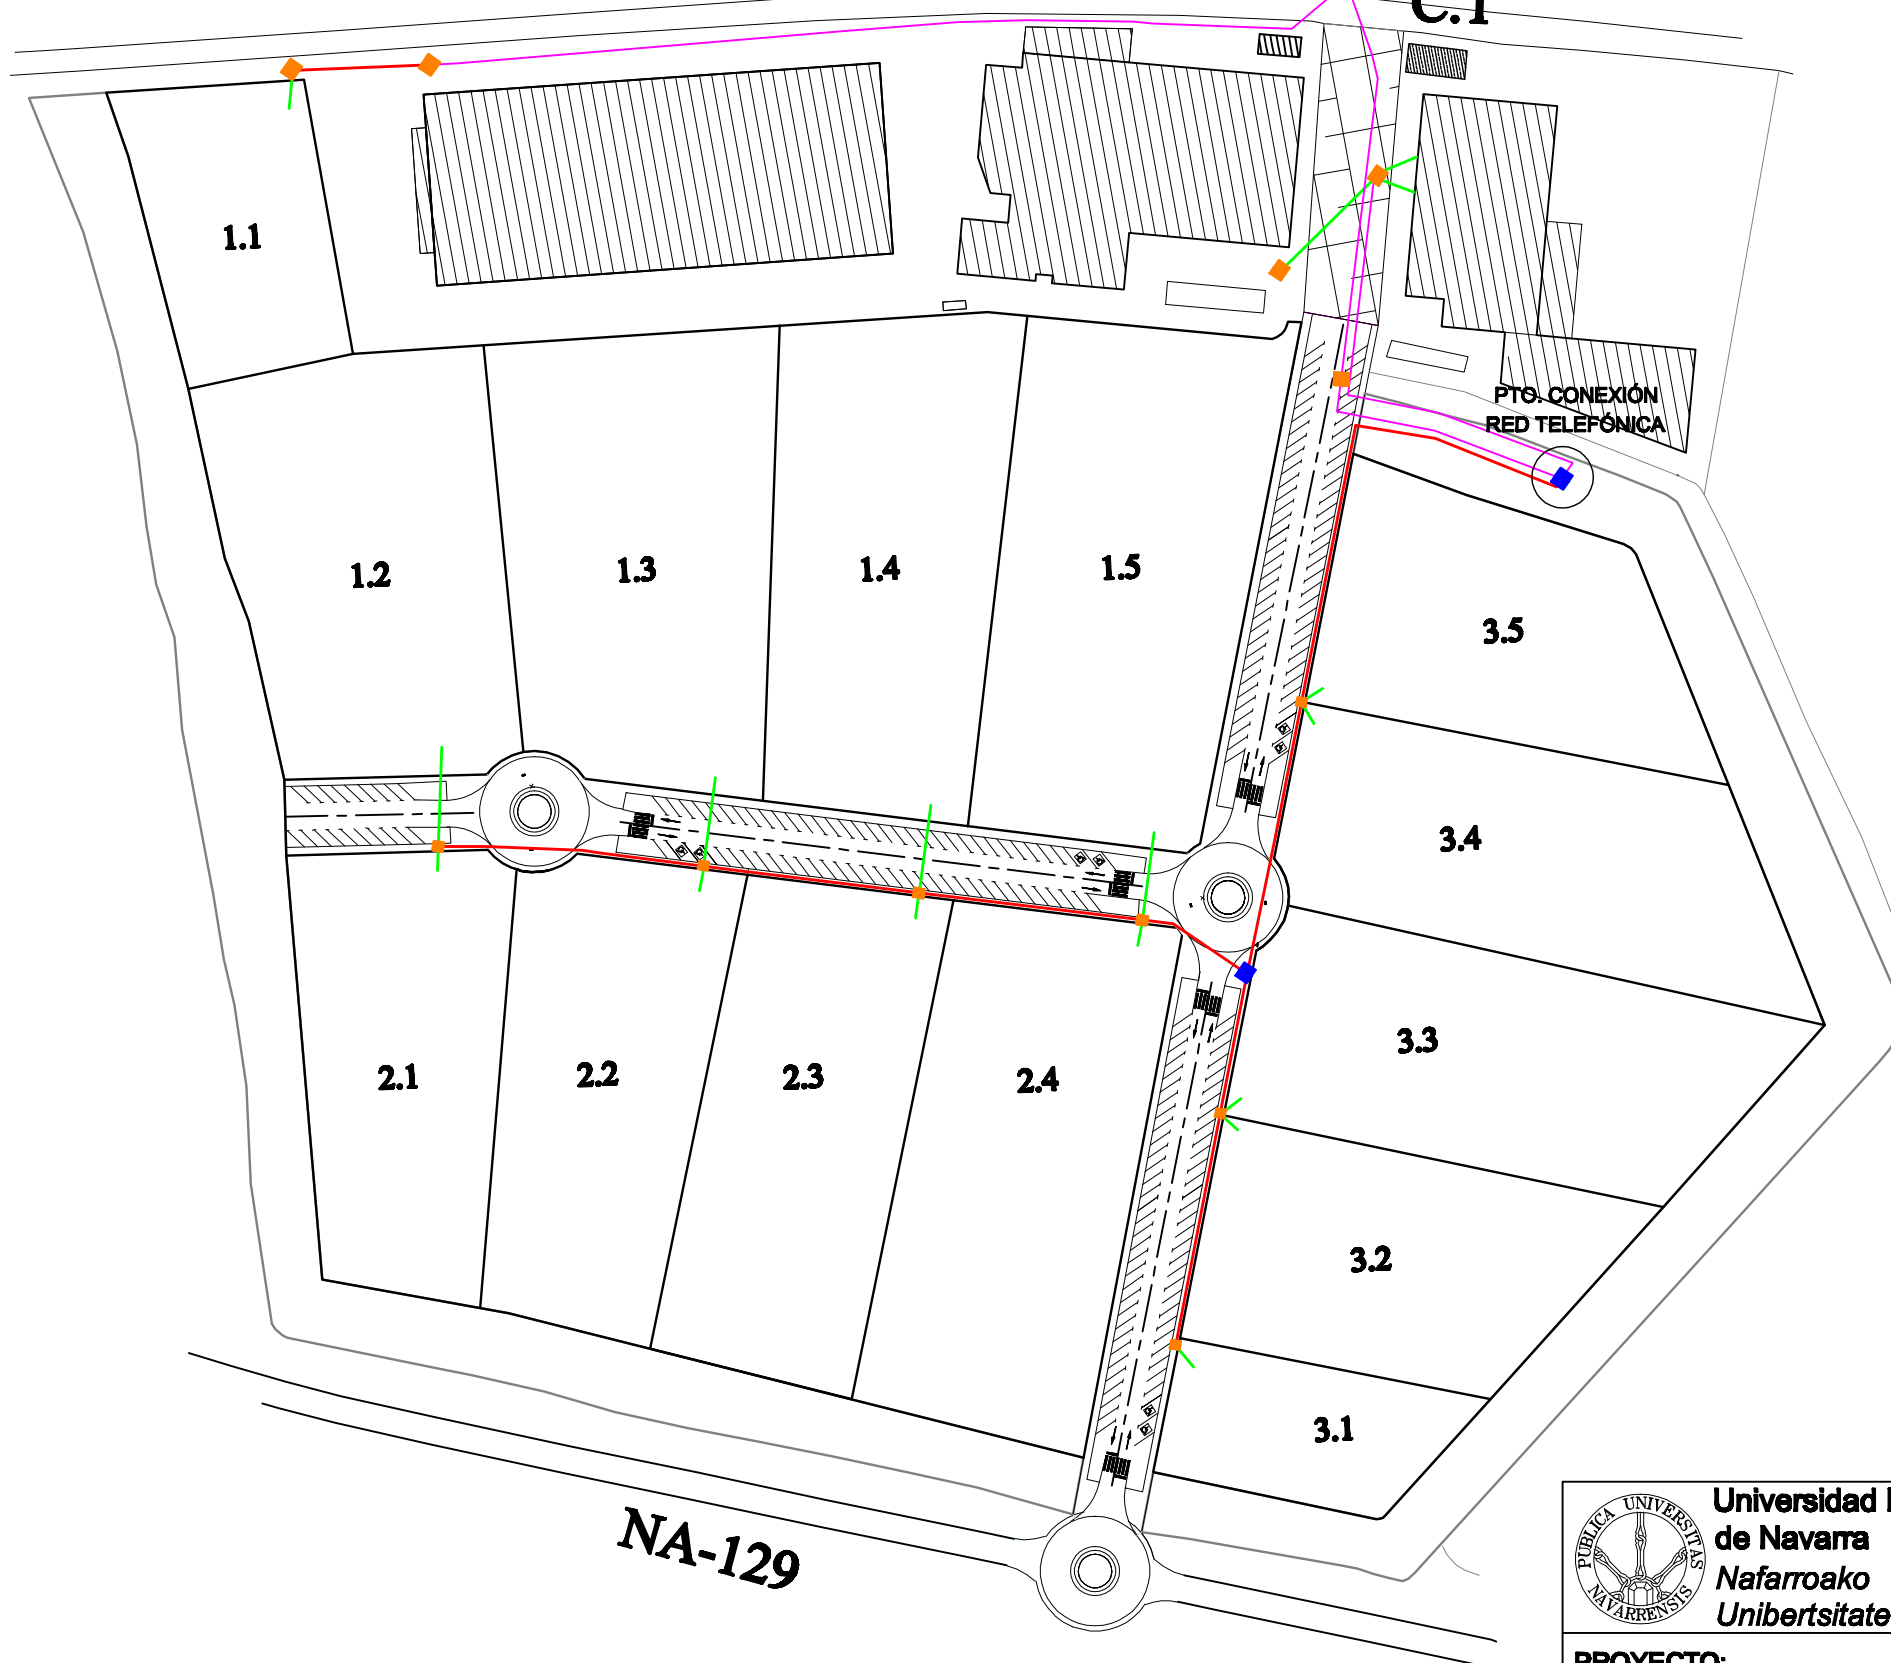 C.T
1.1
PTO. CONEXIÓN
RED TELEFÓNICA
1.2
1.3
1.4
1.5
3.5
3.4
3.3
2.1
2.2
2.3
2.4
3.2
3.1
NA-129
PUBLICA UNIVERSITAS NAVARRENSIS
Universidad
de Navarra
Nafarroako
Unibertsitate
PROYECTO: